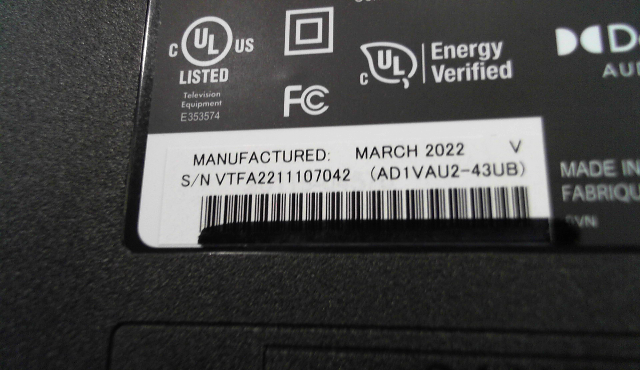 C UL US
LISTED
Television
Equipment
E353574
FC
C UL Energy
Verified
AU
MANUFACTURED: MARCH 2022 V
S/N VTFA2211107042 (AD1VAU2-43UB)
MADE IN
FABRIQU